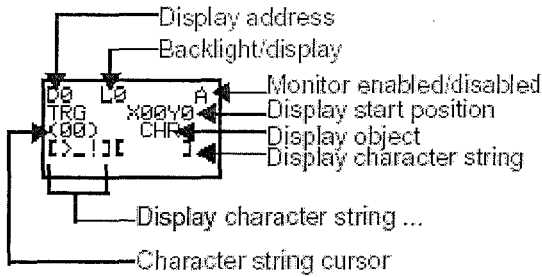 Display address
Backlight/display
D0 L0 A
Monitor enabled/disabled
TRG X00Y0
Display start position
(00) CHR
Display object
[>_!][ ]
Display character string
Display character string ...
Character string cursor